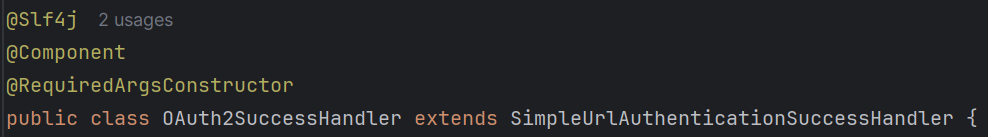 @Slf4j 2 usages
@Component
@RequiredArgsConstructor
public class OAuth2SuccessHandler extends SimpleUrlAuthenticationSuccessHandler {